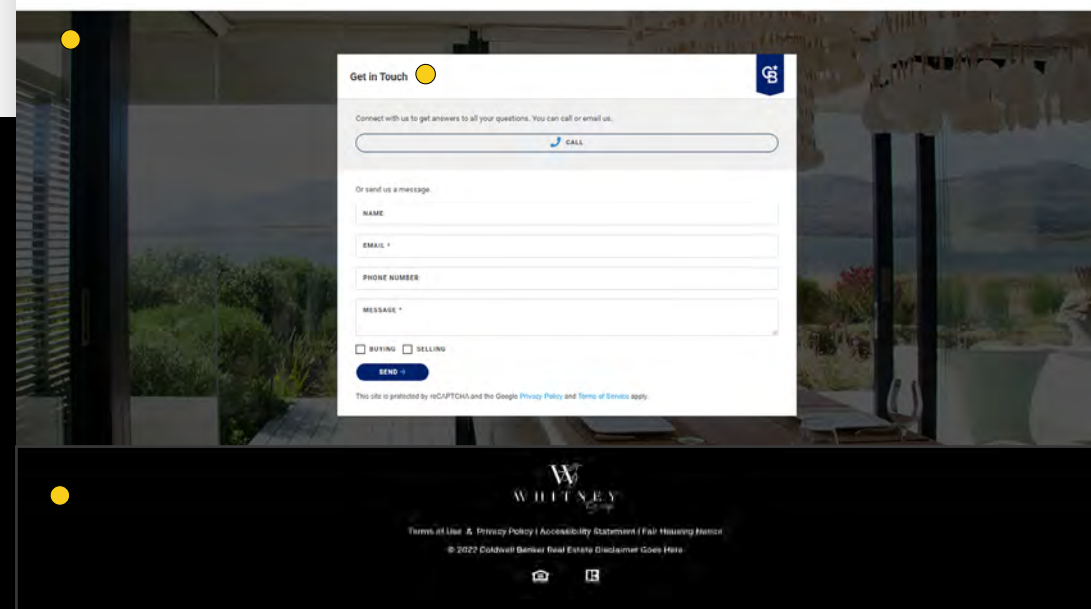 Get in Touch
CB
Connect with us to get answers to all your questions. You can call or email us.
CALL
Or send us a message.
NAME
EMAIL *
PHONE NUMBER
MESSAGE *
BUYING SELLING
SEND →
This site is protected by reCAPTCHA and the Google Privacy Policy and Terms of Service apply.
W
WHITNEY
Group
Terms of Use & Privacy Policy | Accessibility Statement | Fair Housing Notice
© 2022 Coldwell Banker Real Estate Disclaimer Goes Here
R